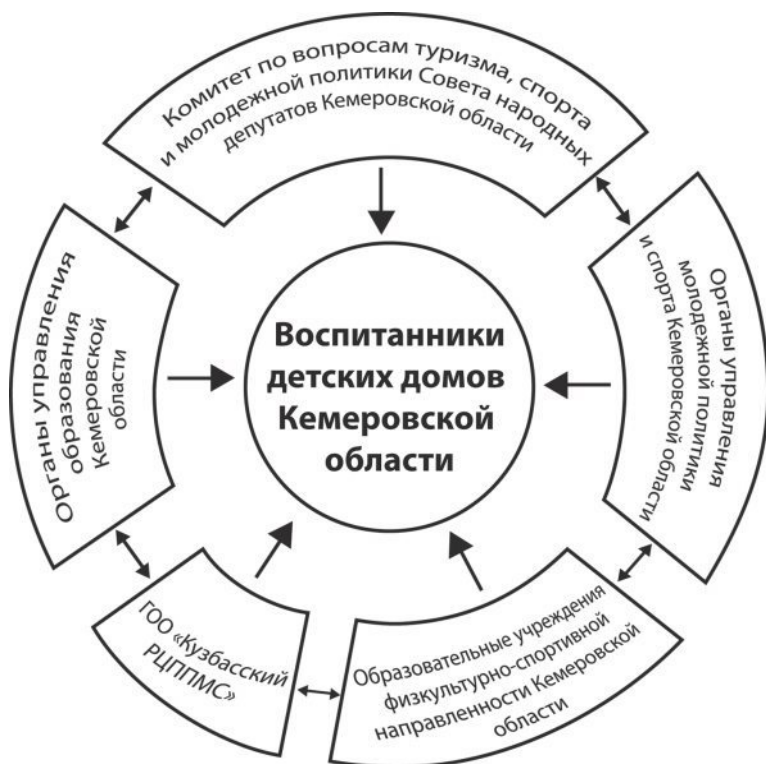 Комитет по вопросам туризма, спорта
и молодежной политики Совета народных
депутатов Кемеровской области
Органы управления
образования
Кемеровской
области
Воспитанники
детских домов
Кемеровской
области
Органы управления
молодежной политики
и спорта Кемеровской области
ГОО «Кузбасский
РЦППМС»
Образовательные учреждения
физкультурно-спортивной
направленности Кемеровской
области